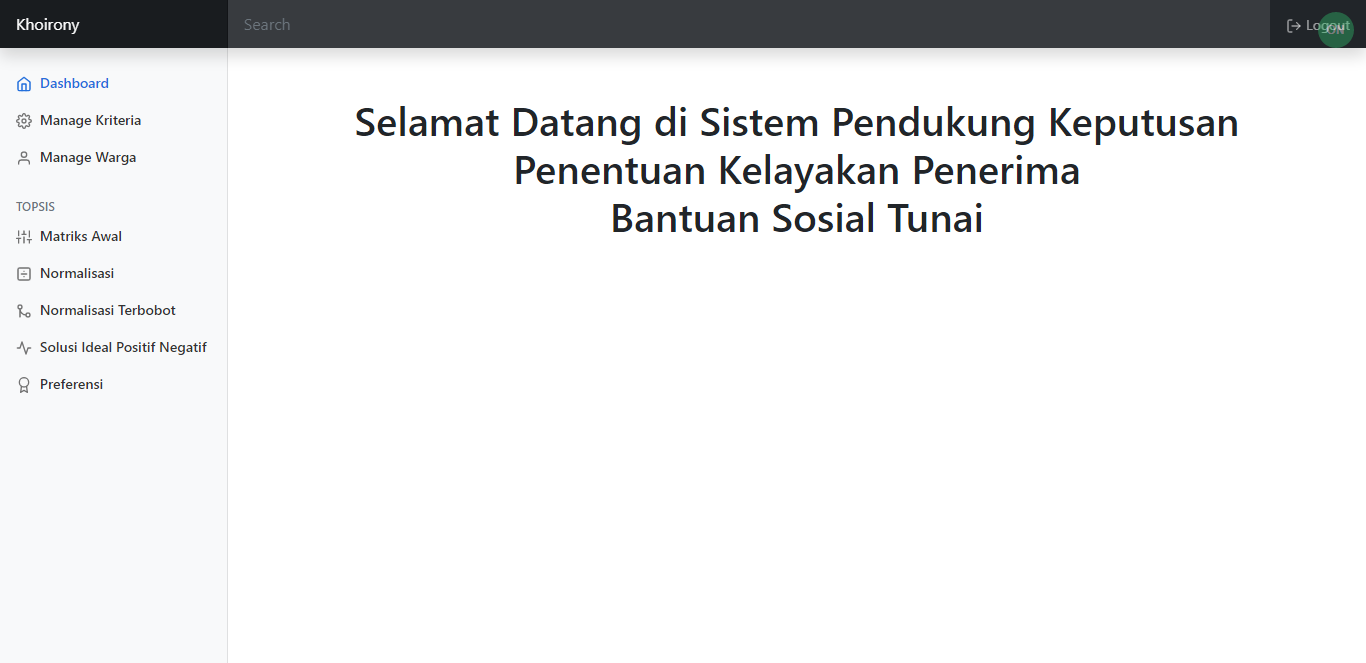 Khoirony
Search
Logout
ON
Dashboard
Manage Kriteria
Manage Warga
TOPSIS
Matriks Awal
Normalisasi
Normalisasi Terbobot
Solusi Ideal Positif Negatif
Preferensi
Selamat Datang di Sistem Pendukung Keputusan
Penentuan Kelayakan Penerima
Bantuan Sosial Tunai